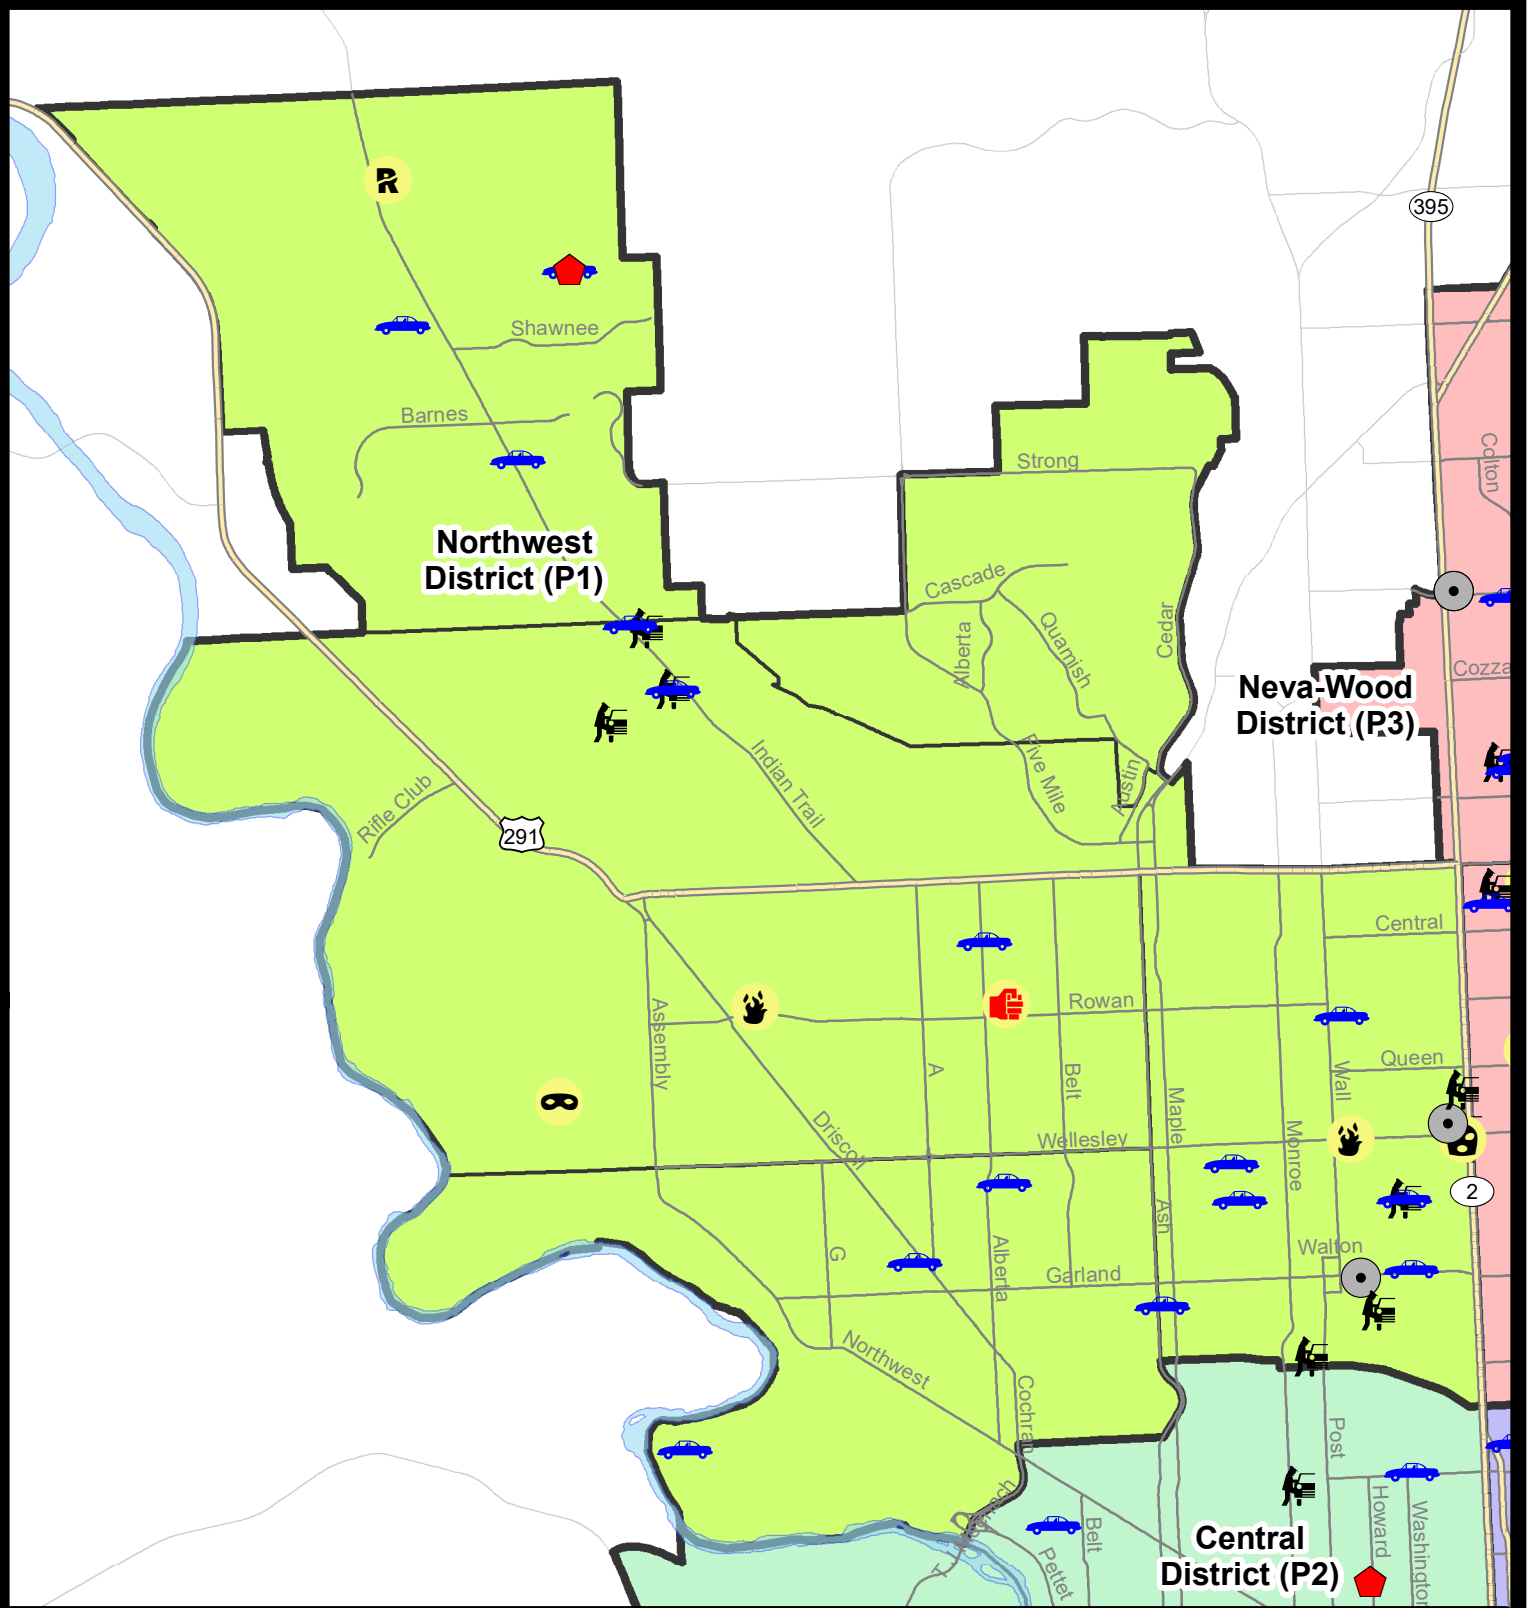 R
395
Shawnee
Barnes
Colton
Strong
Northwest
District (P1)
Cascade
Alberta
Quamish
Cedar
Cozza
Neva-Wood
District (P3)
Indian Trail
Five Mile
Austin
Rifle Club
291
Central
Assembly
Rowan
A
Belt
Queen
Wall
Maple
Driscoll
Wellesley
Monroe
2
Ash
G
Alberta
Walton
Garland
Northwest
Cochran
Post
Howard
Washington
Belt
Pettet
Central
District (P2)